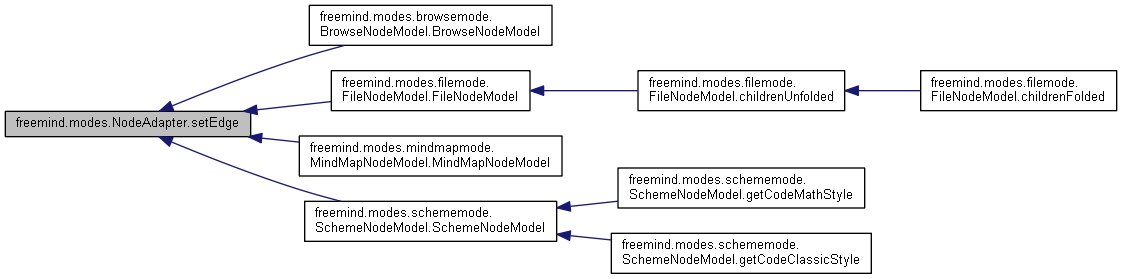 freemind.modes.browsemode.
BrowseNodeModel.BrowseNodeModel
freemind.modes.filemode.
FileNodeModel.FileNodeModel
freemind.modes.filemode.
FileNodeModel.childrenUnfolded
freemind.modes.filemode.
FileNodeModel.childrenFolded
freemind.modes.NodeAdapter.setEdge
freemind.modes.mindmapmode.
MindMapNodeModel.MindMapNodeModel
freemind.modes.schememode.
SchemeNodeModel.getCodeMathStyle
freemind.modes.schememode.
SchemeNodeModel.SchemeNodeModel
freemind.modes.schememode.
SchemeNodeModel.getCodeClassicStyle